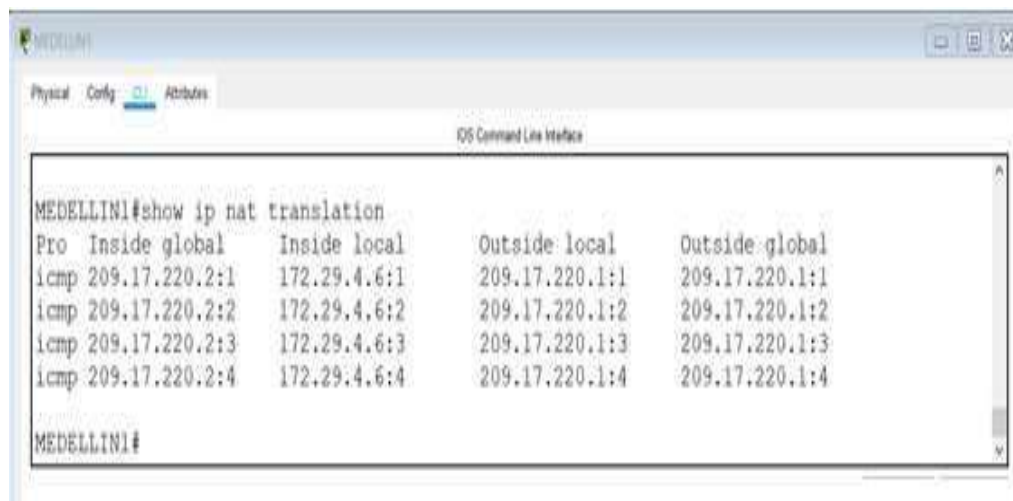 MEDELLIN1
Physical Config CLI Attributes
IOS Command Line Interface
MEDELLIN1#show ip nat translation
Pro Inside global Inside local Outside local Outside global
icmp 209.17.220.2:1 172.29.4.6:1 209.17.220.1:1 209.17.220.1:1
icmp 209.17.220.2:2 172.29.4.6:2 209.17.220.1:2 209.17.220.1:2
icmp 209.17.220.2:3 172.29.4.6:3 209.17.220.1:3 209.17.220.1:3
icmp 209.17.220.2:4 172.29.4.6:4 209.17.220.1:4 209.17.220.1:4
MEDELLIN1#